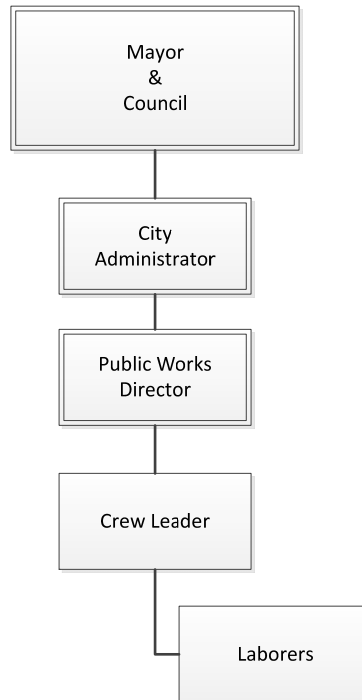 Mayor
&
Council
City
Administrator
Public Works
Director
Crew Leader
Laborers